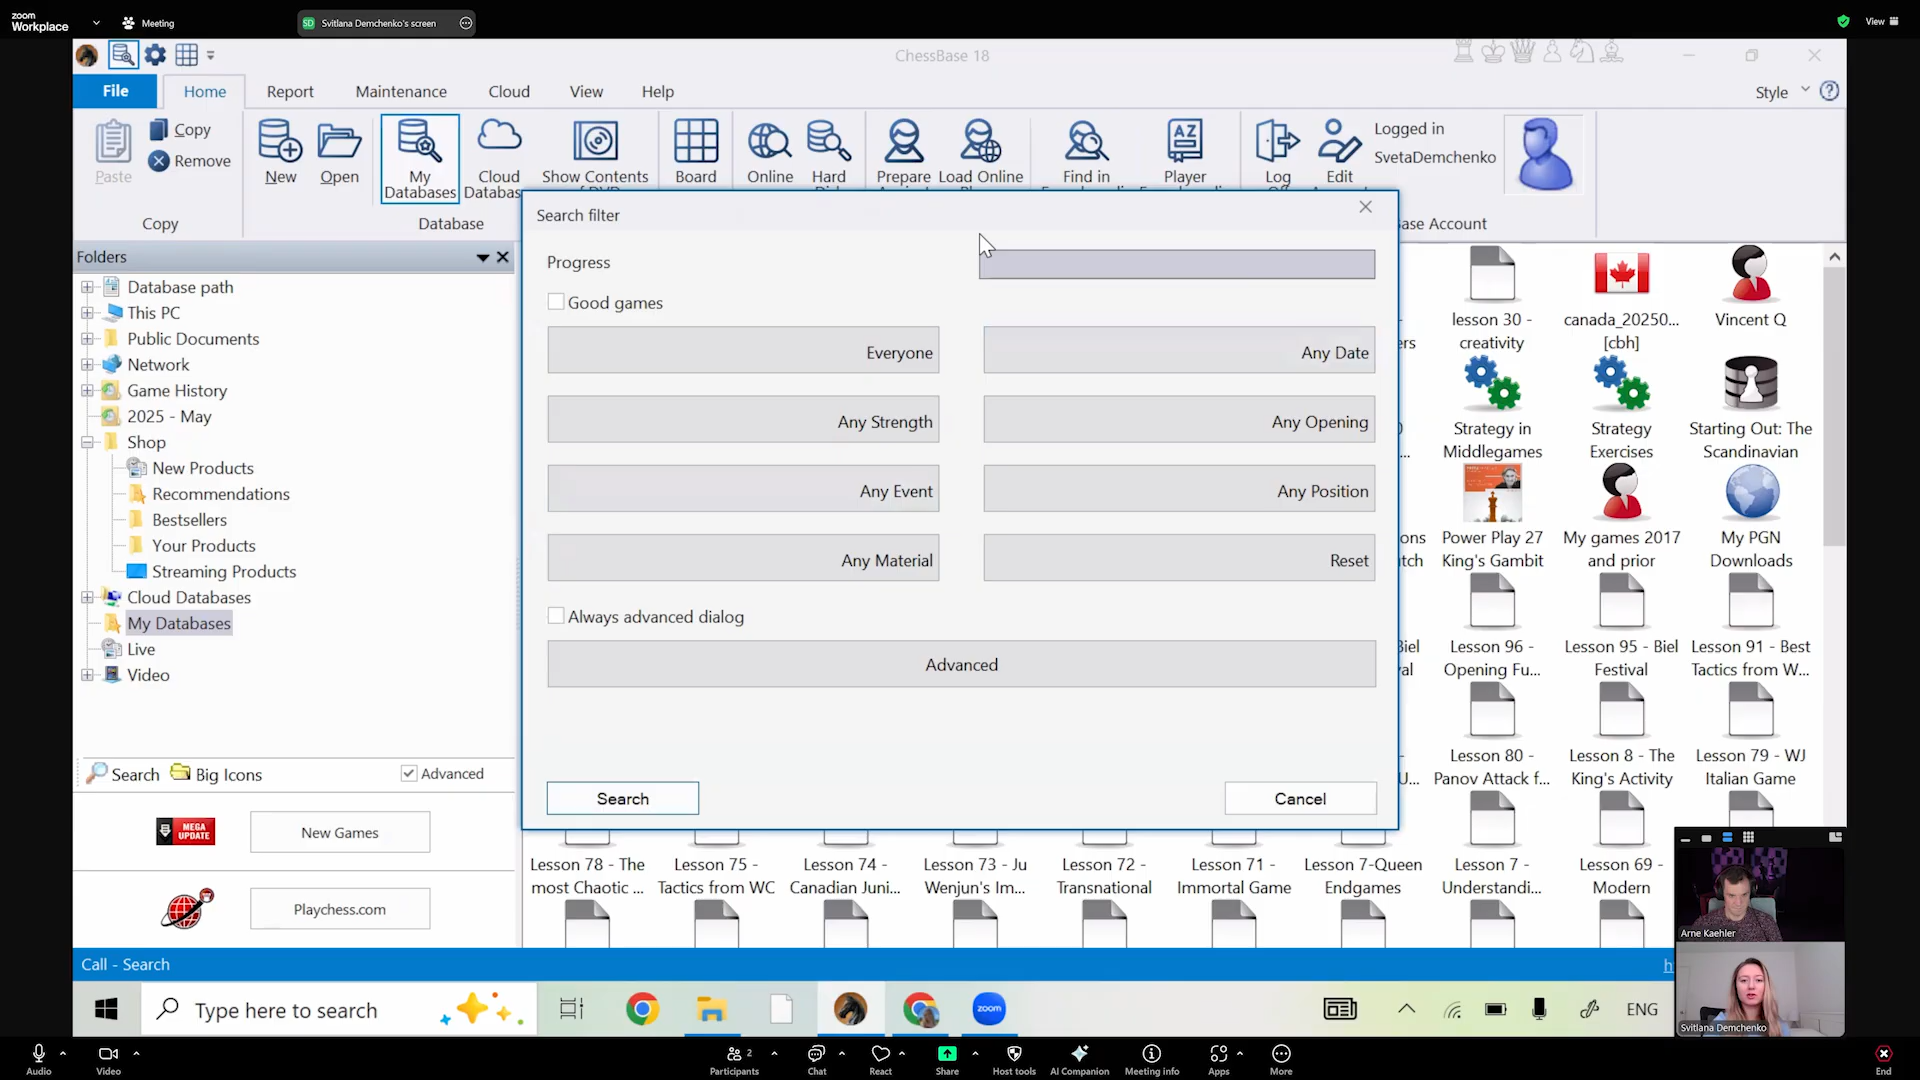 zoom
Workplace
Meeting
SD Svitlana Demchenko's screen
View
ChessBase 18
File
Home
Report
Maintenance
Cloud
View
Help
Style
Paste
Copy
Remove
Copy
New
Open
My
Databases
Cloud
Show Contents
Database
Board
Online
Hard
Prepare
Load Online
Find in
Player
Log
Edit
Logged in
SvetaDemchenko
Folders
Database path
This PC
Public Documents
Network
Game History
2025 - May
Shop
New Products
Recommendations
Bestsellers
Your Products
Streaming Products
Cloud Databases
My Databases
Live
Video
Search
Big Icons
Advanced
MEGA
UPDATE
New Games
Playchess.com
Search filter
Progress
Good games
Everyone
Any Date
Any Strength
Any Opening
Any Event
Any Position
Any Material
Reset
Always advanced dialog
Advanced
Search
Cancel
lesson 30 -
creativity
canada_20250...
[cbh]
Vincent Q
Strategy in
Middlegames
Strategy
Exercises
Starting Out: The
Scandinavian
Power Play 27
King's Gambit
My games 2017
and prior
My PGN
Downloads
Lesson 96 -
Opening Fu...
Lesson 95 - Biel
Festival
Lesson 91 - Best
Tactics from W...
Lesson 80 -
Panov Attack f...
Lesson 8 - The
King's Activity
Lesson 79 - WJ
Italian Game
Lesson 78 - The
most Chaotic ...
Lesson 75 -
Tactics from WC
Lesson 74 -
Canadian Juni...
Lesson 73 - Ju
Wenjun's Im...
Lesson 72 -
Transnational
Lesson 71 -
Immortal Game
Lesson 7-Queen
Endgames
Lesson 7 -
Understandi...
Lesson 69 -
Modern
Call - Search
Type here to search
zoom
ENG
Arne Kaehler
Svitlana Demchenko
Audio
Video
Participants
2
Chat
React
Share
Host tools
AI Companion
Meeting info
Apps
More
End